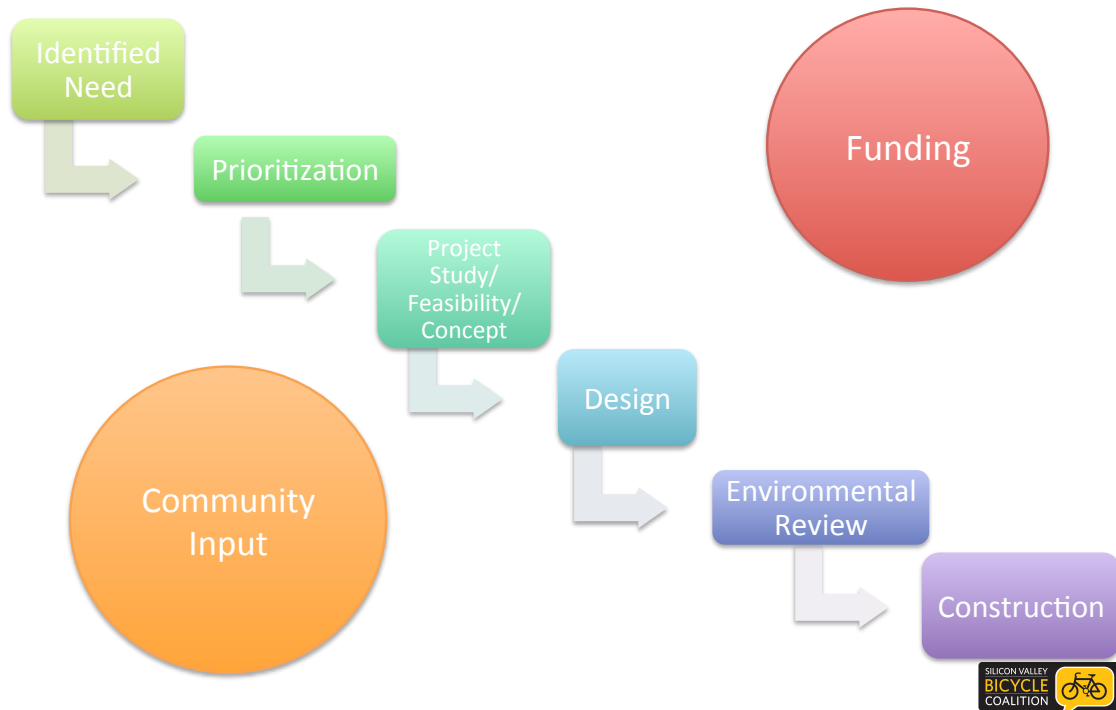 Identified
Need
Prioritization
Funding
Project
Study/
Feasibility/
Concept
Design
Community
Input
Environmental
Review
Construction
SILICON VALLEY
BICYCLE
COALITION